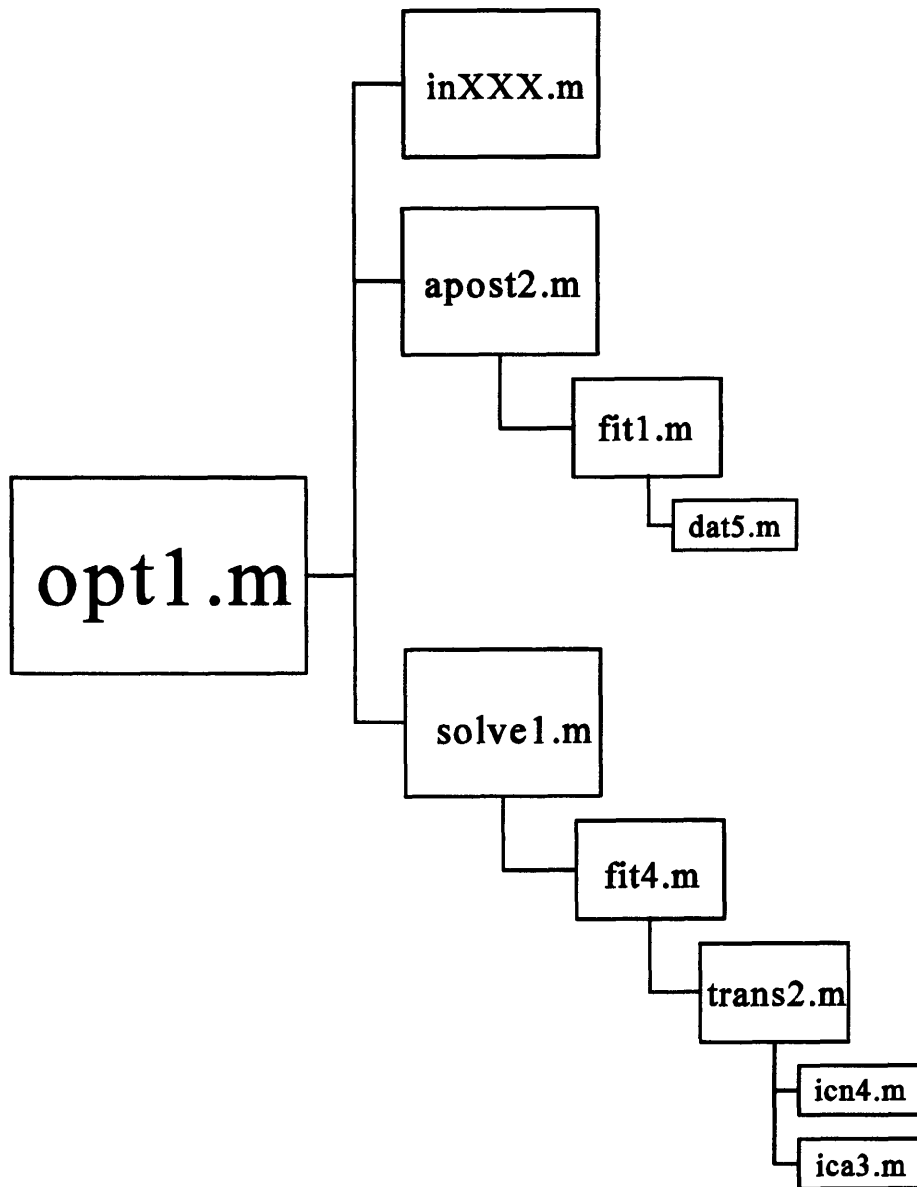 inXXX.m
apost2.m
fit1.m
dat5.m
opt1.m
solve1.m
fit4.m
trans2.m
icn4.m
ica3.m